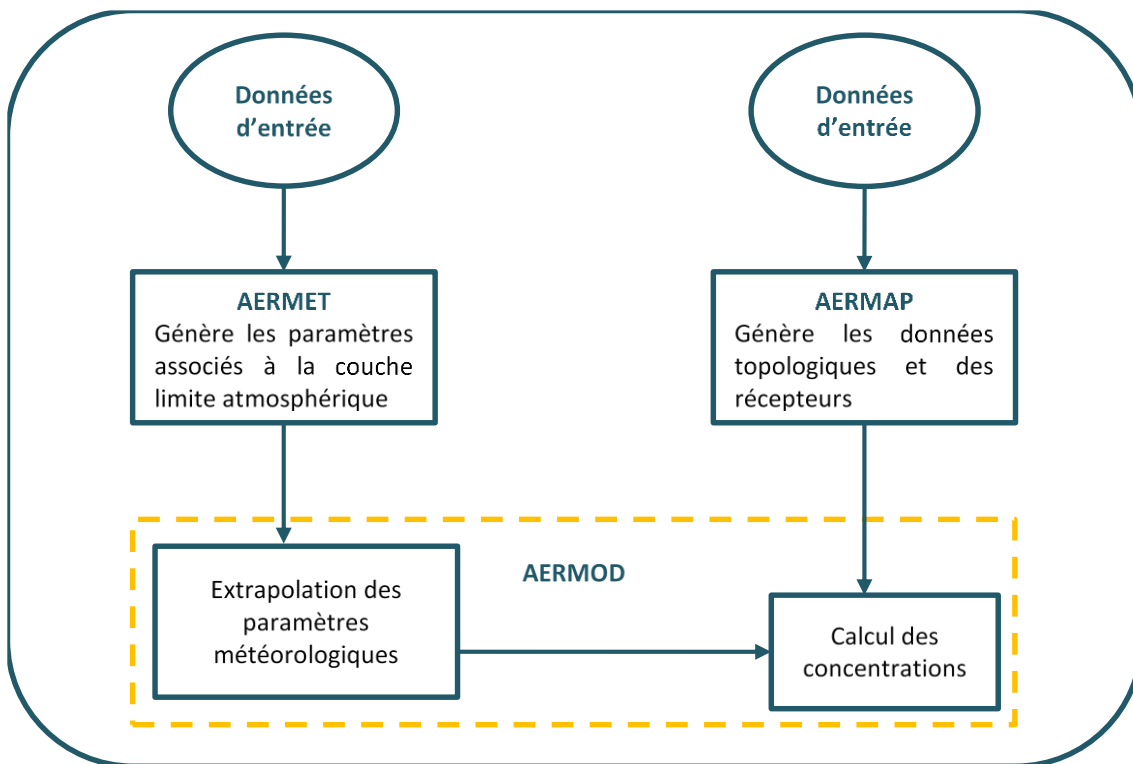 Données
d’entrée
Données
d’entrée
AERMET
Génère les paramètres
associés à la couche
limite atmosphérique
AERMAP
Génère les données
topologiques et des
récepteurs
AERMOD
Extrapolation des
paramètres
météorologiques
Calcul des
concentrations